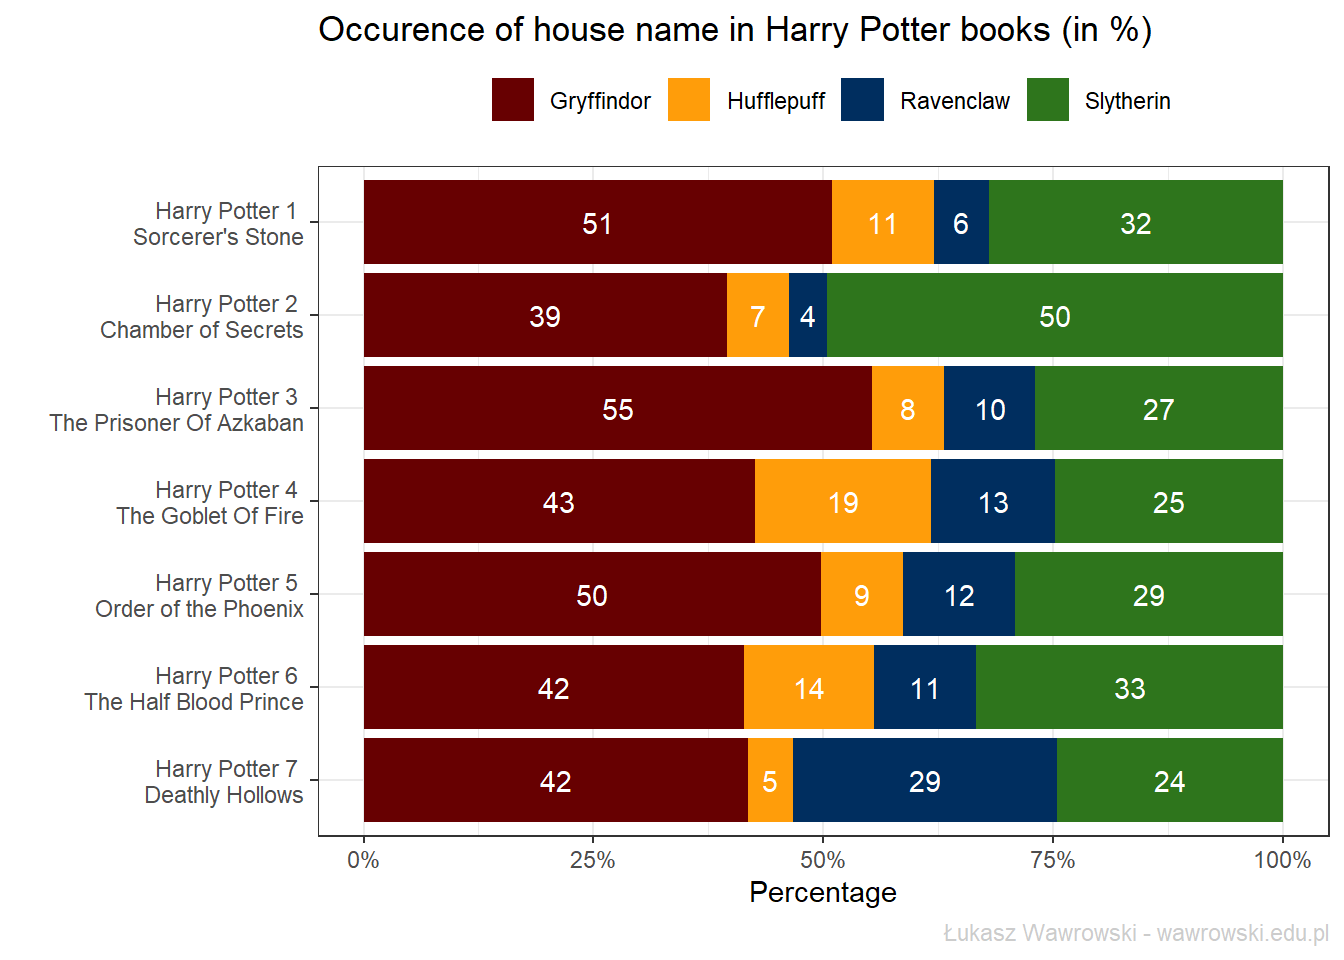 Occurence of house name in Harry Potter books (in %)
Gryffindor Hufflepuff Ravenclaw Slytherin
Harry Potter 1
Sorcerer's Stone
51 11 6 32
Harry Potter 2
Chamber of Secrets
39 7 4 50
Harry Potter 3
The Prisoner Of Azkaban
55 8 10 27
Harry Potter 4
The Goblet Of Fire
43 19 13 25
Harry Potter 5
Order of the Phoenix
50 9 12 29
Harry Potter 6
The Half Blood Prince
42 14 11 33
Harry Potter 7
Deathly Hollows
42 5 29 24
0% 25% 50% 75% 100%
Percentage
Łukasz Wawrowski - wawrowski.edu.pl